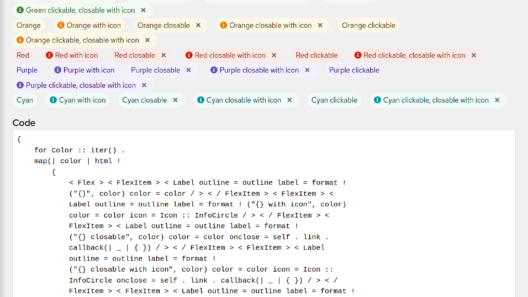 Green clickable, closable with icon ×
Orange Orange with icon Orange closable × Orange closable with icon × Orange clickable
Orange clickable, closable with icon ×
Red Red with icon Red closable × Red closable with icon × Red clickable Red clickable, closable with icon ×
Purple Purple with icon Purple closable × Purple closable with icon × Purple clickable
Purple clickable, closable with icon ×
Cyan Cyan with icon Cyan closable × Cyan closable with icon × Cyan clickable Cyan clickable, closable with icon ×
Code
{
for Color :: iter() .
map(| color | html !
{
< Flex > < FlexItem > < Label outline = outline label = format !
("{}", color) color = color / > < / FlexItem > < FlexItem > <
Label outline = outline label = format ! ("{} with icon", color)
color = color icon = Icon :: InfoCircle / > < / FlexItem > <
FlexItem > < Label outline = outline label = format !
("{} closable", color) color = color onclose = self . link .
callback(| _ | { }) / > < / FlexItem > < FlexItem > < Label
outline = outline label = format !
("{} closable with icon", color) color = color icon = Icon ::
InfoCircle onclose = self . link . callback(| _ | { }) / > < /
FlexItem > < FlexItem > < Label outline = outline label = format !